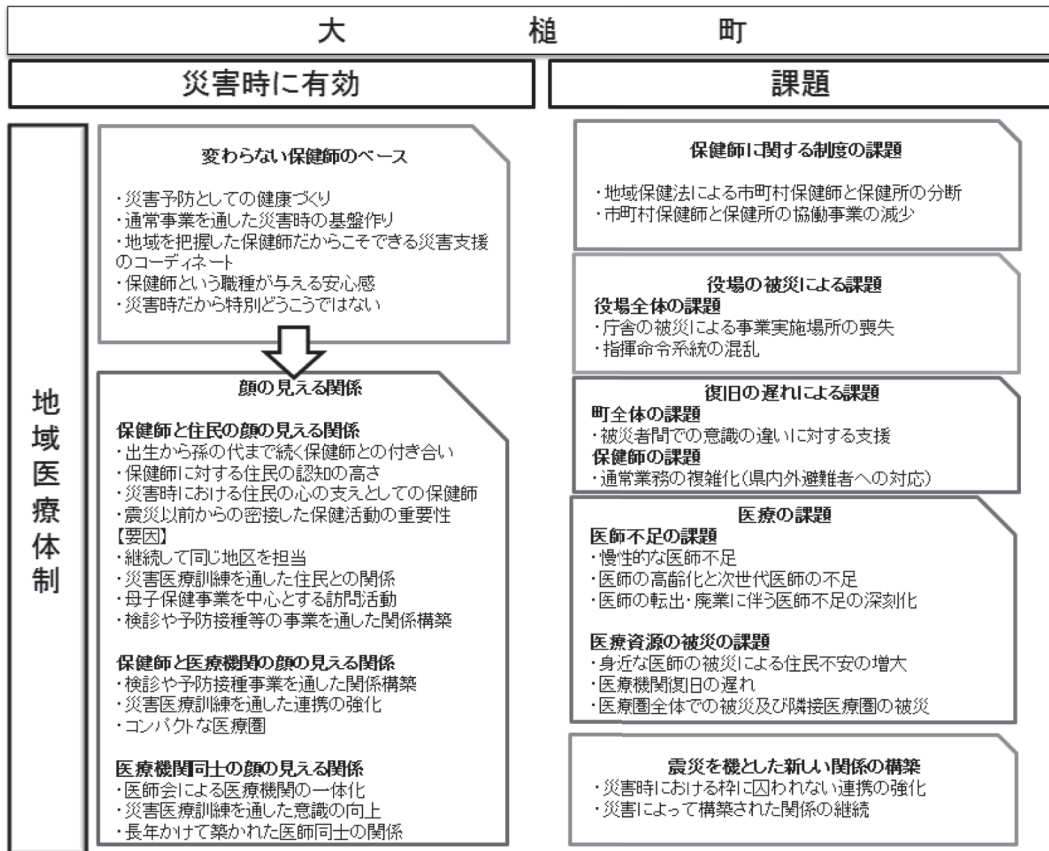 大槌町
災害時に有効
課題
地域医療体制
変わらない保健師のベース
・災害予防としての健康づくり
・通常事業を通した災害時の基盤作り
・地域を把握した保健師だからこそできる災害支援
のコーディネート
・保健師という職種が与える安心感
・災害時だから特別どうこうではない
顔の見える関係
保健師と住民の顔の見える関係
・出生から孫の代まで続く保健師との付き合い
・保健師に対する住民の認知の高さ
・災害時における住民の心の支えとしての保健師
・震災以前からの密接した保健活動の重要性
【要因】
・継続して同じ地区を担当
・災害医療訓練を通した住民との関係
・母子保健事業を中心とする訪問活動
・検診や予防接種等の事業を通した関係構築
保健師と医療機関の顔の見える関係
・検診や予防接種事業を通した関係構築
・災害医療訓練を通した連携の強化
・コンパクトな医療圏
医療機関同士の顔の見える関係
・医師会による医療機関の一体化
・災害医療訓練を通した意識の向上
・長年かけて築かれた医師同士の関係
保健師に関する制度の課題
・地域保健法による市町村保健師と保健所の分断
・市町村保健師と保健所の協働事業の減少
役場の被災による課題
役場全体の課題
・庁舎の被災による事業実施場所の喪失
・指揮命令系統の混乱
復旧の遅れによる課題
町全体の課題
・被災者間での意識の違いに対する支援
保健師の課題
・通常業務の複雑化(県内外避難者への対応)
医療の課題
医師不足の課題
・慢性的な医師不足
・医師の高齢化と次世代医師の不足
・医師の転出・廃業に伴う医師不足の深刻化
医療資源の被災の課題
・身近な医師の被災による住民不安の増大
・医療機関復旧の遅れ
・医療圏全体での被災及び隣接医療圏の被災
震災を機とした新しい関係の構築
・災害時における枠に囚われない連携の強化
・災害によって構築された関係の継続